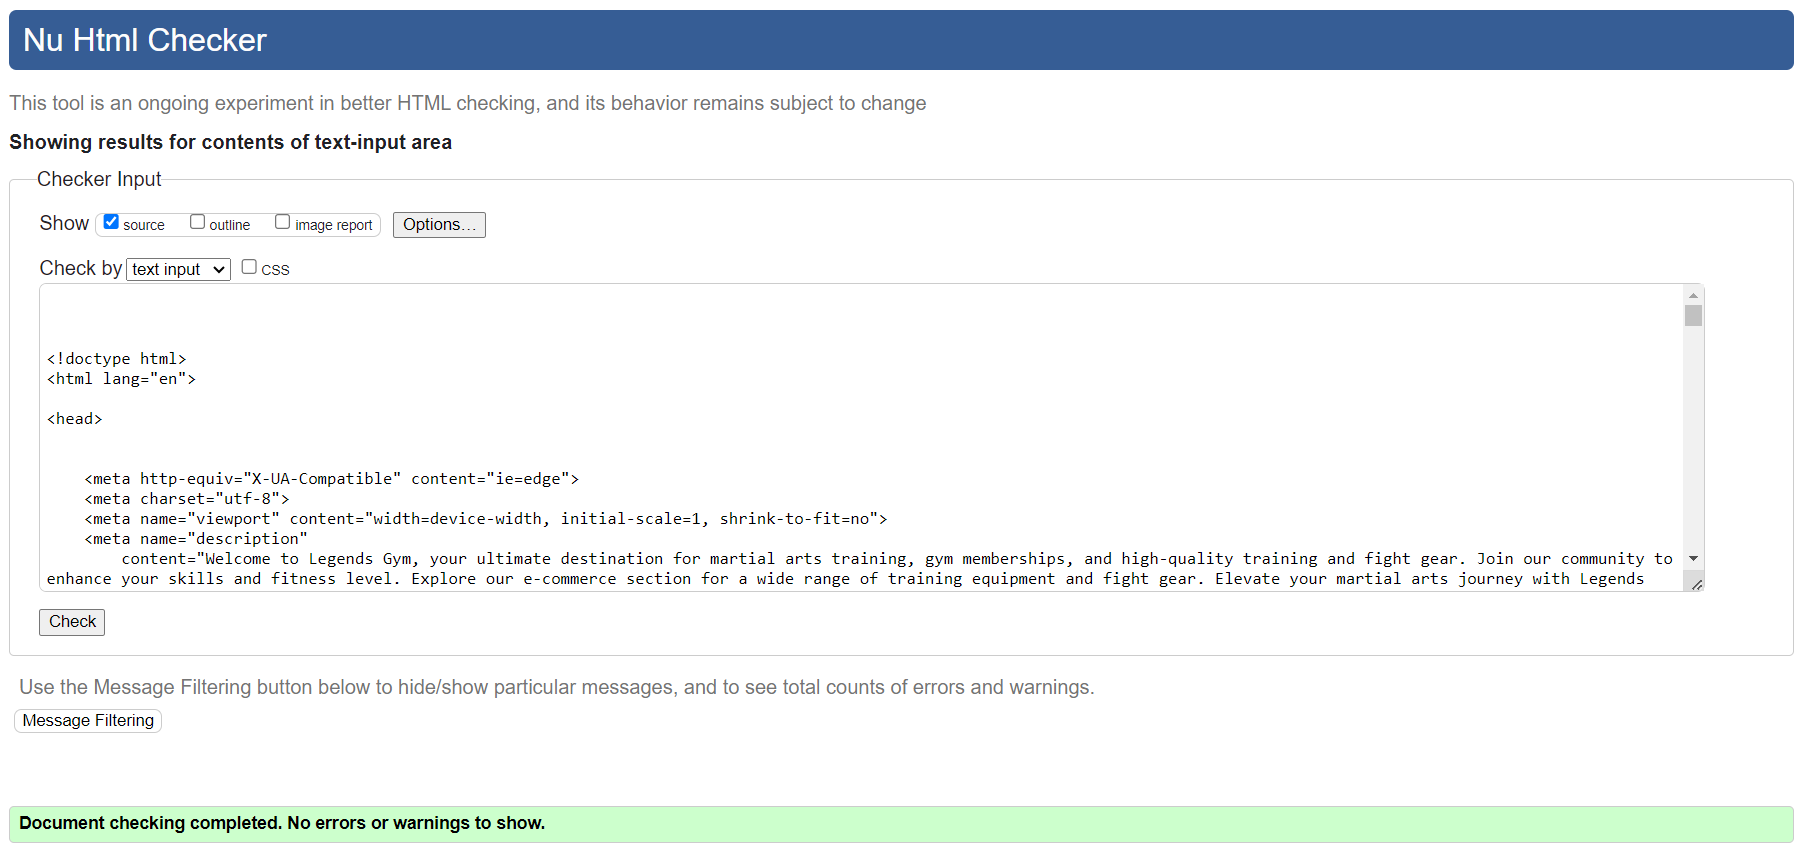 Nu Html Checker
This tool is an ongoing experiment in better HTML checking, and its behavior remains subject to change
Showing results for contents of text-input area
Checker Input
Show source outline image report Options...
Check by text input CSS
<!doctype html>
<html lang="en">
<head>
<meta http-equiv="X-UA-Compatible" content="ie=edge">
<meta charset="utf-8">
<meta name="viewport" content="width=device-width, initial-scale=1, shrink-to-fit=no">
<meta name="description"
content="Welcome to Legends Gym, your ultimate destination for martial arts training, gym memberships, and high-quality training and fight gear. Join our community to
enhance your skills and fitness level. Explore our e-commerce section for a wide range of training equipment and fight gear. Elevate your martial arts journey with Legends
Check
Use the Message Filtering button below to hide/show particular messages, and to see total counts of errors and warnings.
Message Filtering
Document checking completed. No errors or warnings to show.